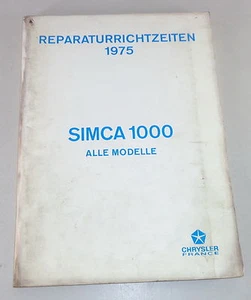 REPARATURRICHTZEITEN
1975
SIMCA 1000
ALLE MODELLE
CHRYSLER
FRANCE